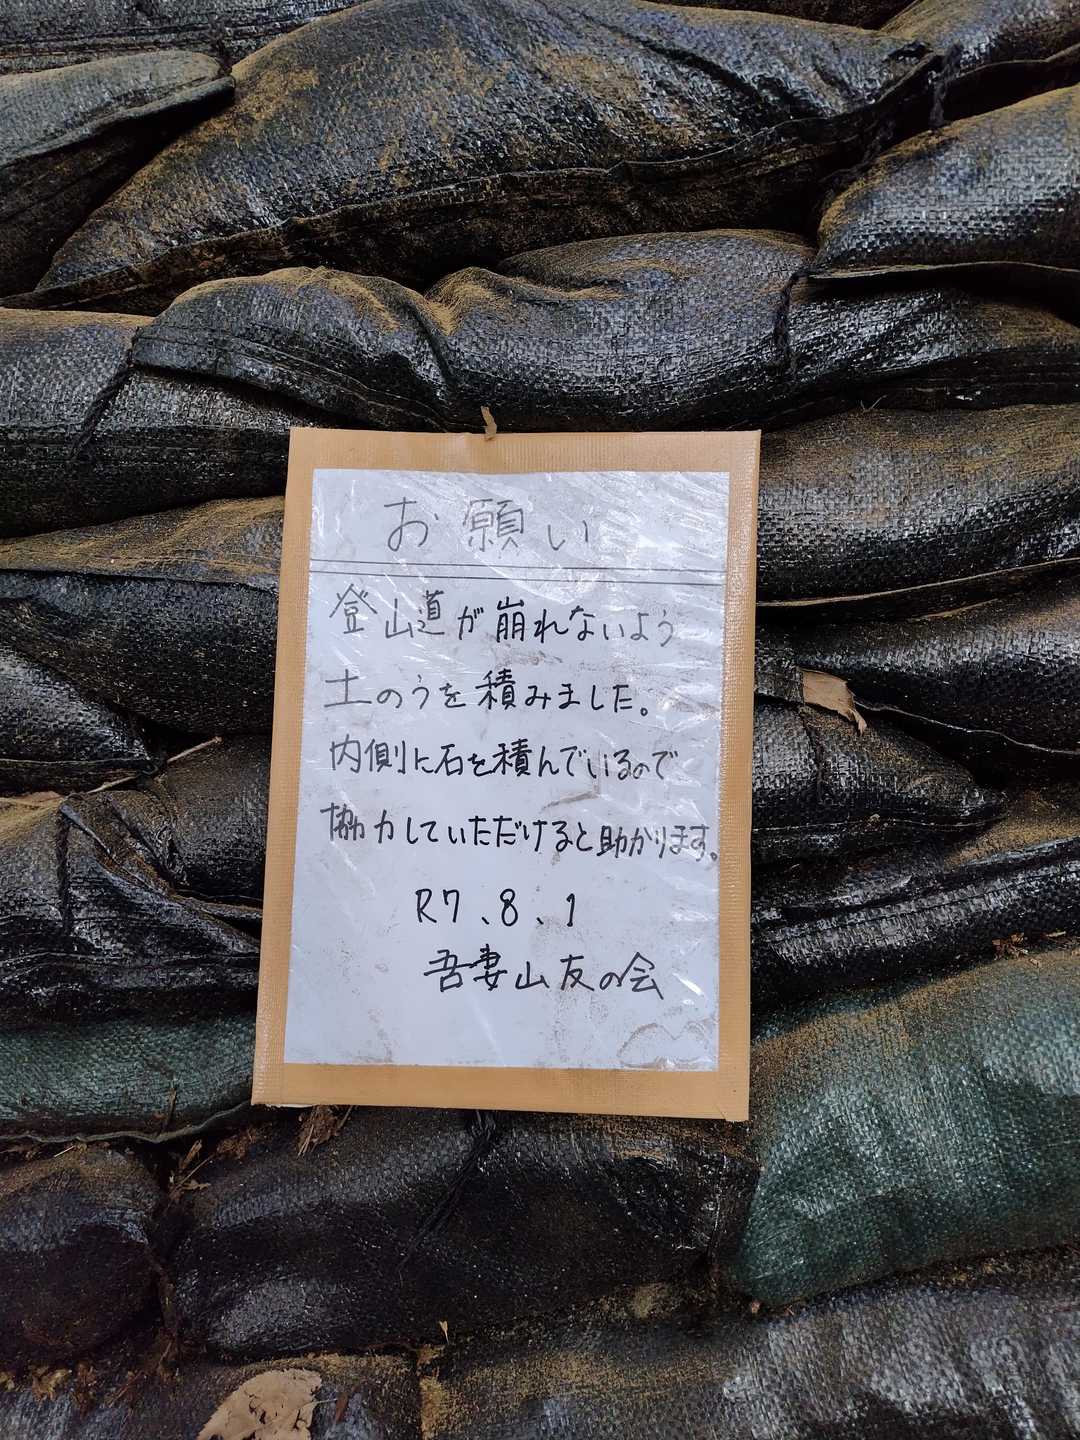 お願い
登山道が崩れないよう
土のうを積みました。
内側に石を積んでいるので
協力していただけると助かります。
R7、8、1
吾妻山友の会